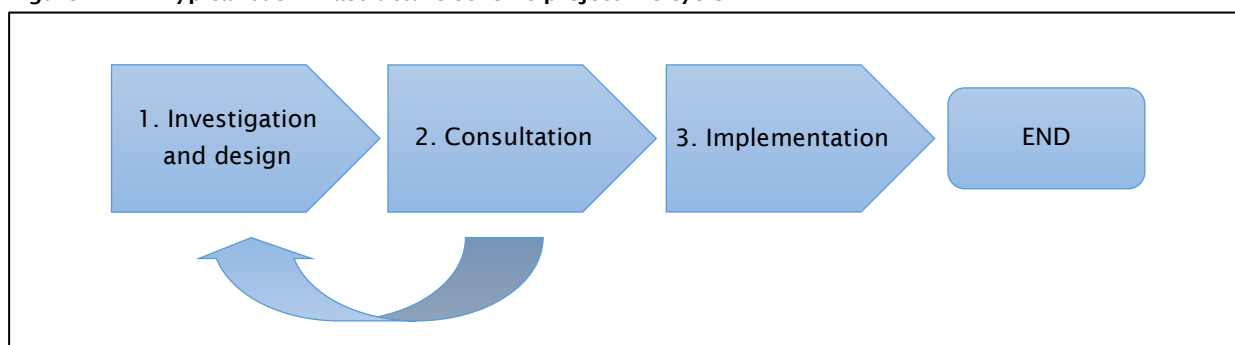 1. Investigation
and design
2. Consultation
3. Implementation
END